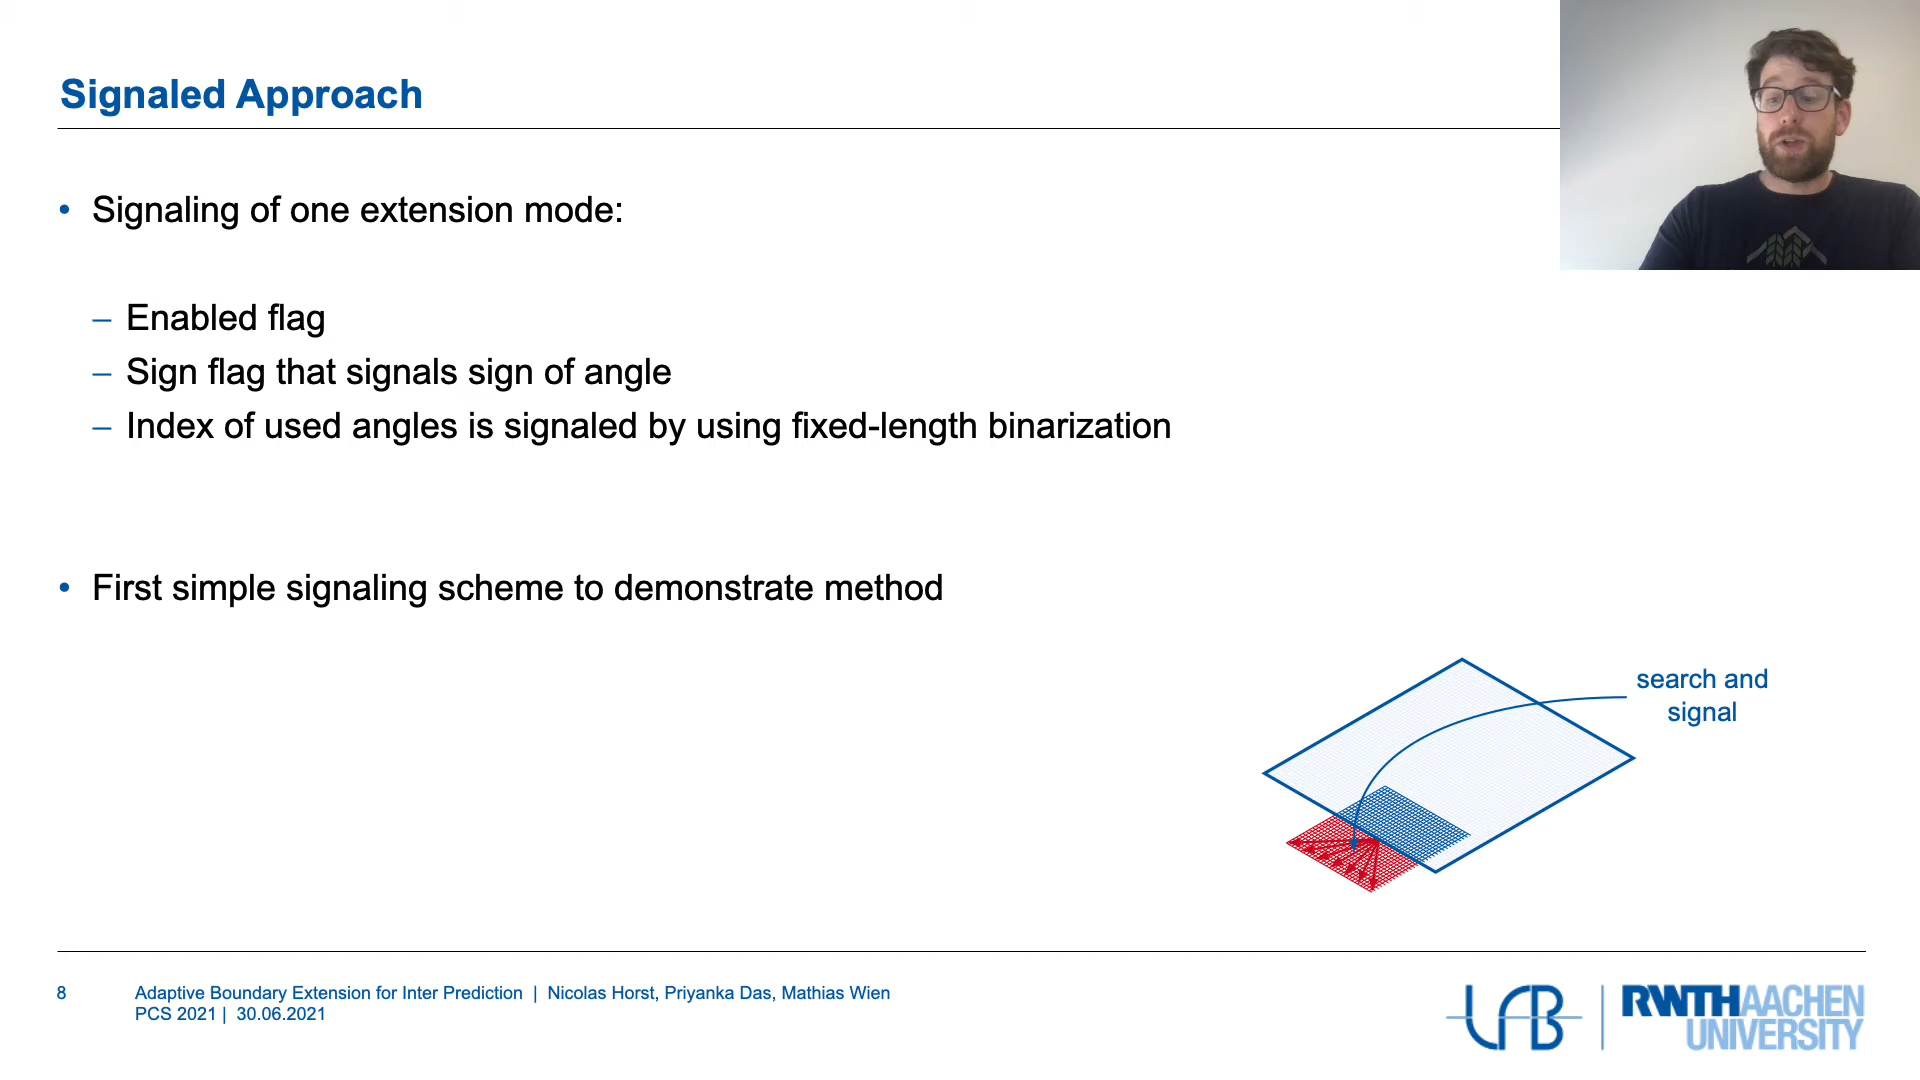 Signaled Approach
• Signaling of one extension mode:
– Enabled flag
– Sign flag that signals sign of angle
– Index of used angles is signaled by using fixed-length binarization
• First simple signaling scheme to demonstrate method
search and
signal
8
Adaptive Boundary Extension for Inter Prediction | Nicolas Horst, Priyanka Das, Mathias Wien
PCS 2021 | 30.06.2021
LFB
RWTHAACHEN
UNIVERSITY